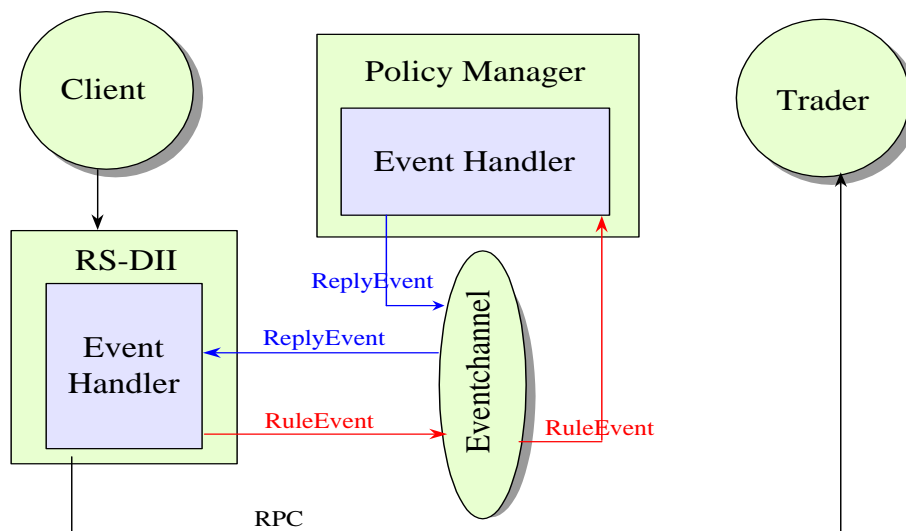 Client
Policy Manager
Event Handler
Trader
RS-DII
Event
Handler
ReplyEvent
ReplyEvent
RuleEvent
Eventchannel
RuleEvent
RPC